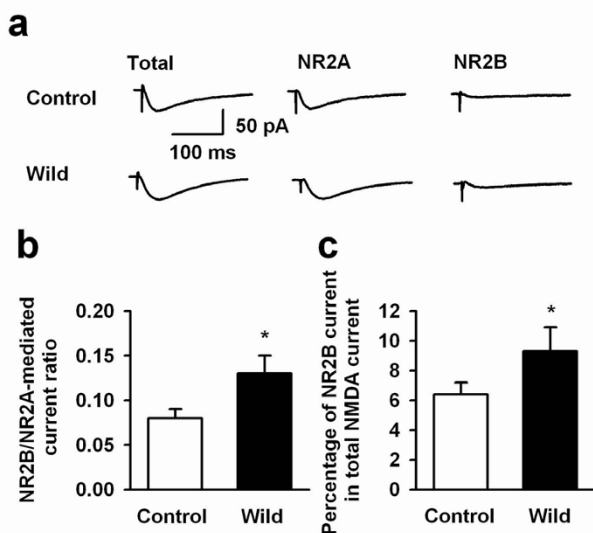 a
Total NR2A NR2B
Control
50 pA
100 ms
Wild
b
NR2B/NR2A-mediated
current ratio
0.20
0.15
0.10
0.05
0.00
*
Control Wild
c
Percentage of NR2B current
in total NMDA current
12
10
8
6
4
2
0
*
Control Wild